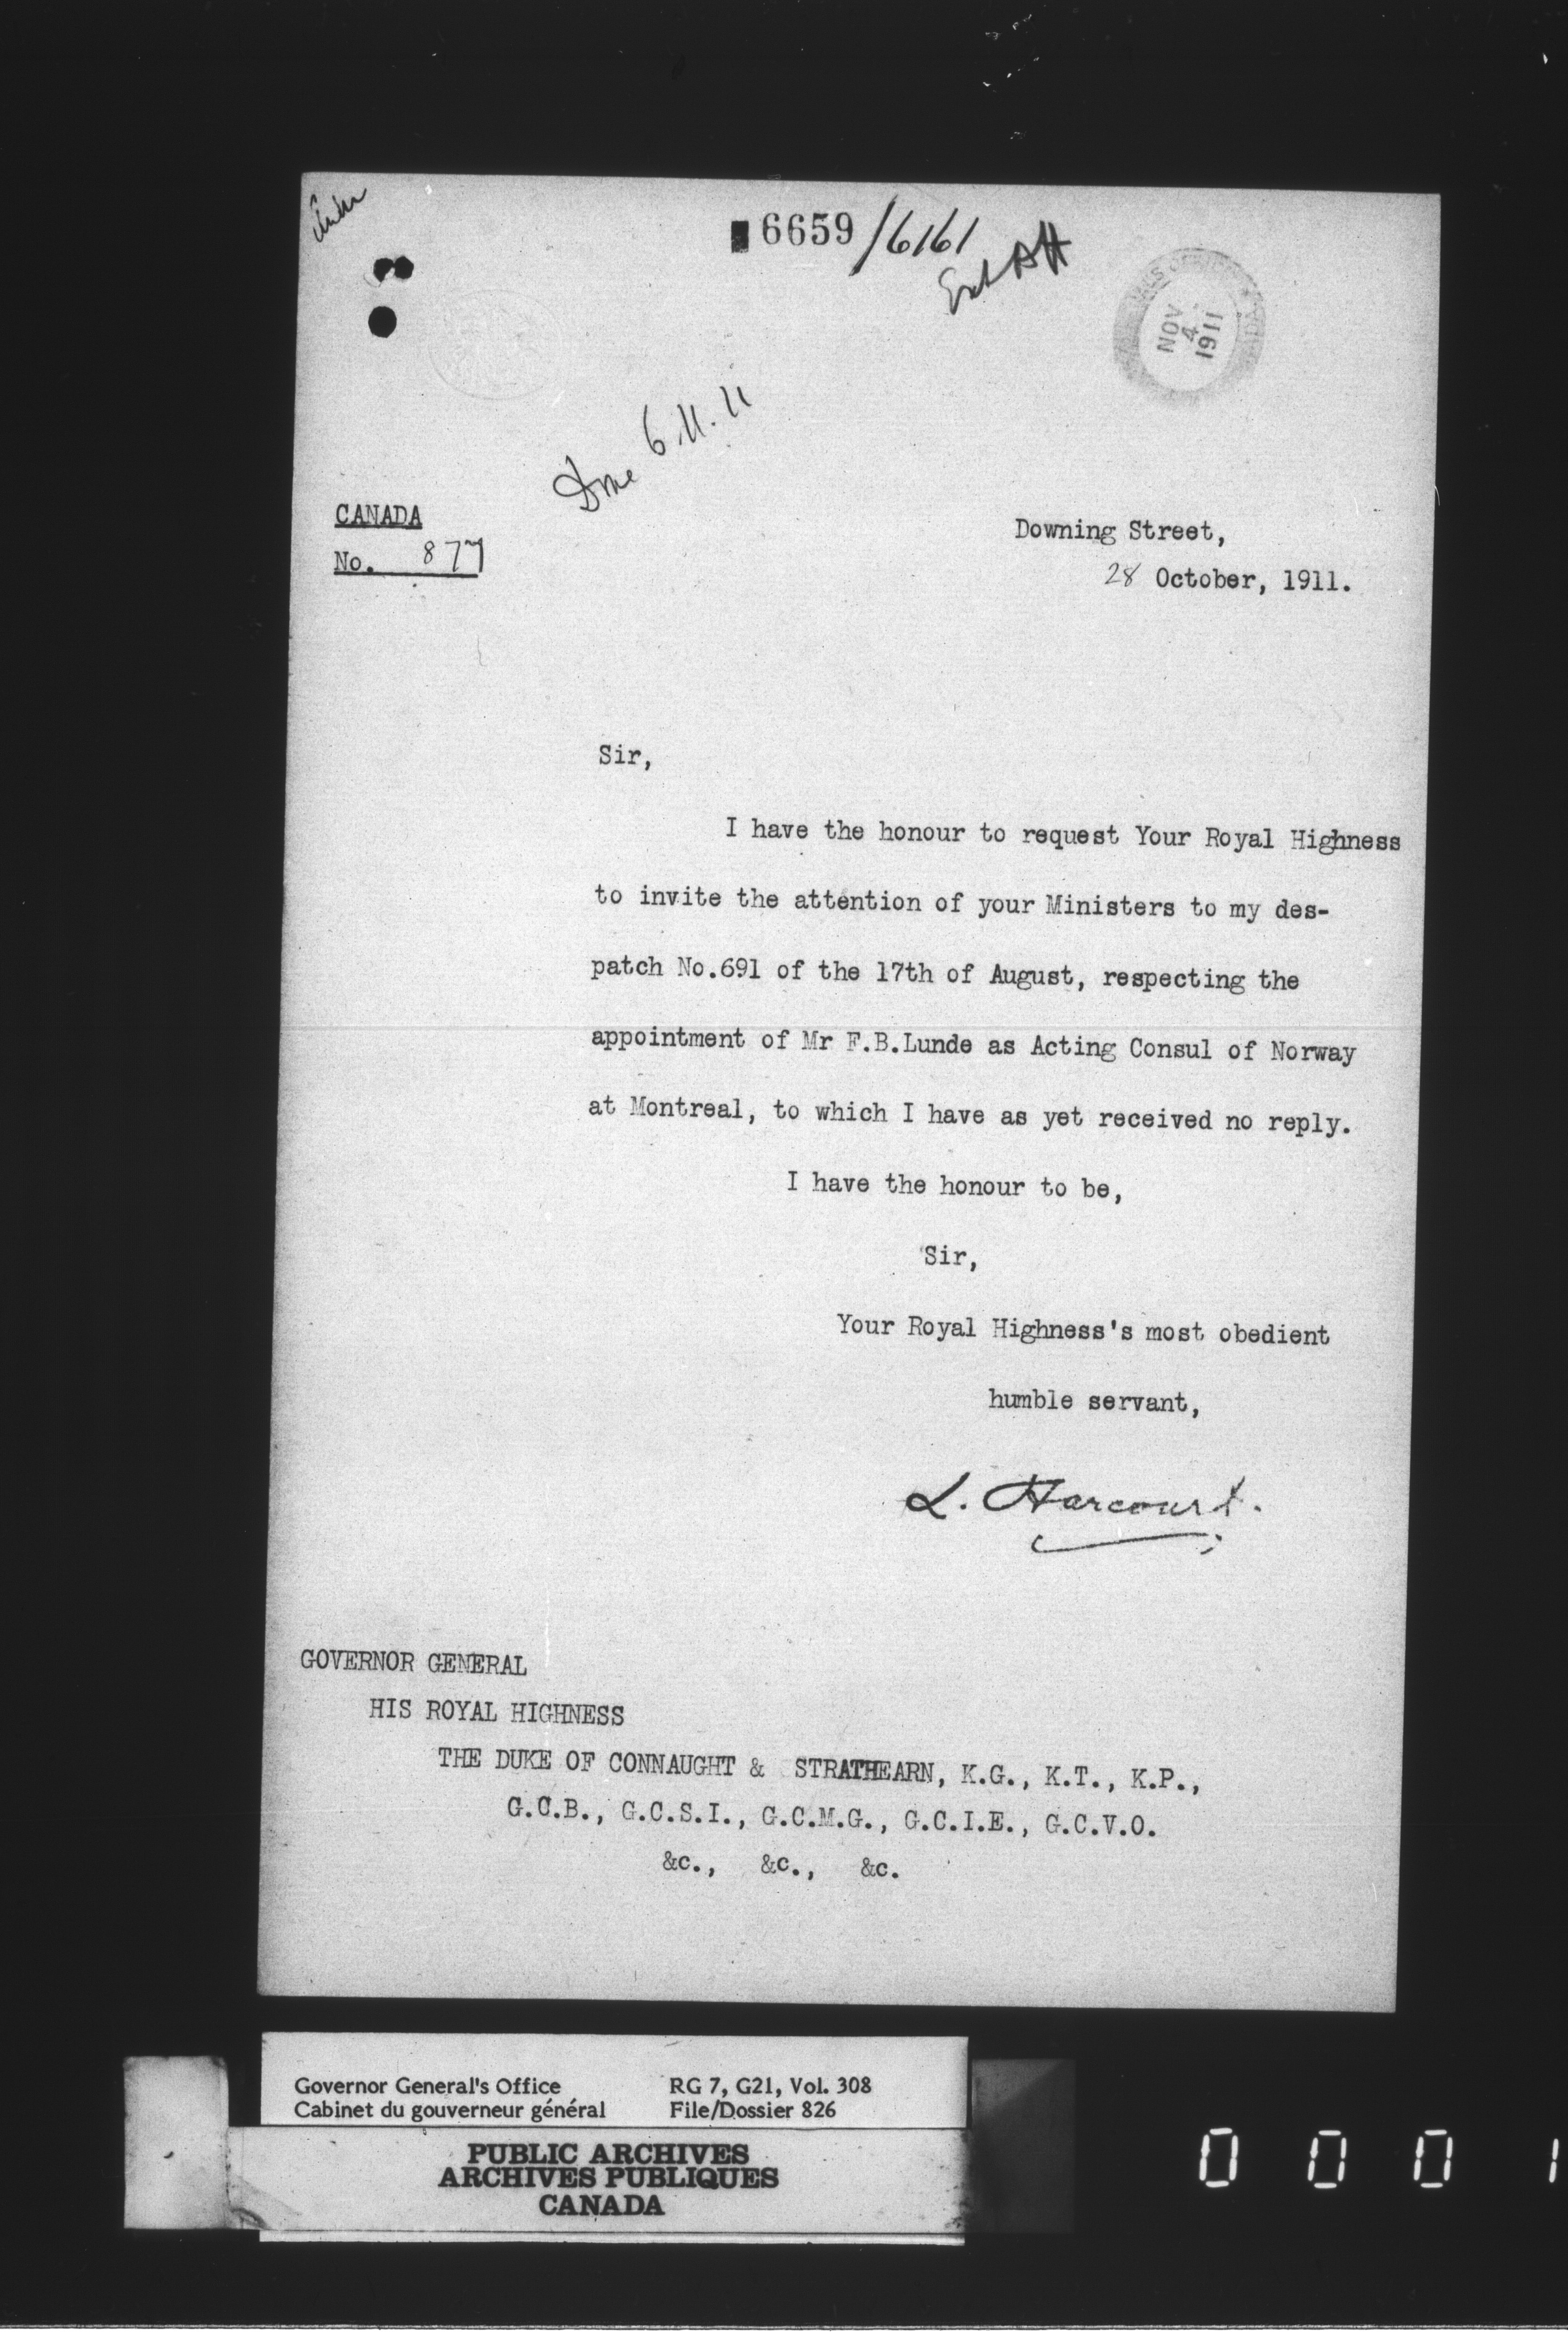 6659/6161
NOV
4
1911
Done 6.11.11
CANADA
No. 877
Downing Street,
28 October, 1911.
Sir,
I have the honour to request Your Royal Highness
to invite the attention of your Ministers to my des-
patch No.691 of the 17th of August, respecting the
appointment of Mr F.B.Lunde as Acting Consul of Norway
at Montreal, to which I have as yet received no reply.
I have the honour to be,
Sir,
Your Royal Highness's most obedient
humble servant,
L. Harcourt.
GOVERNOR GENERAL
HIS ROYAL HIGHNESS
THE DUKE OF CONNAUGHT & STRATHEARN, K.G., K.T., K.P.,
G.C.B., G.C.S.I., G.C.M.G., G.C.I.E., G.C.V.O.
&c., &c., &c.
Governor General's Office RG 7, G21, Vol. 308
Cabinet du gouverneur général File/Dossier 826
PUBLIC ARCHIVES
ARCHIVES PUBLIQUES
CANADA
0 0 0 1